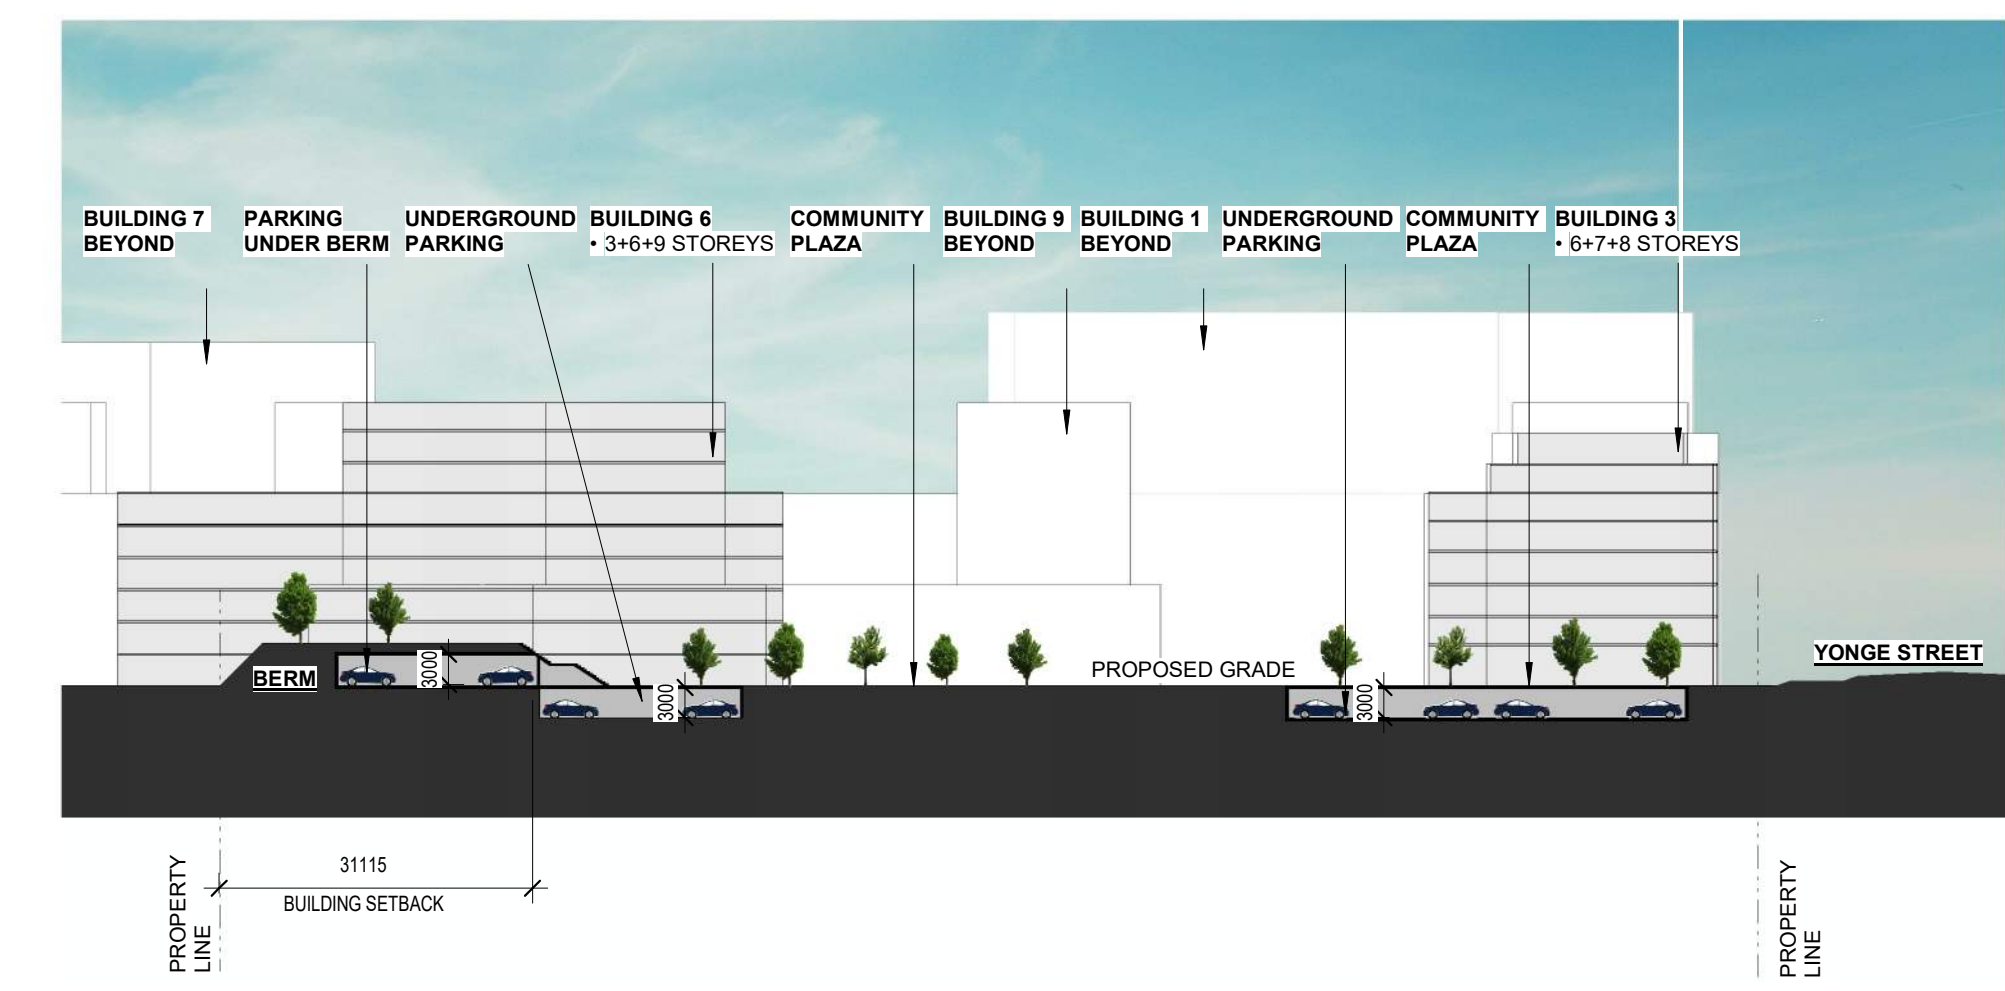 BUILDING 7
BEYOND
PARKING
UNDER BERM
UNDERGROUND
PARKING
BUILDING 6
• 3+6+9 STOREYS
COMMUNITY
PLAZA
BUILDING 9
BEYOND
BUILDING 1
BEYOND
UNDERGROUND
PARKING
COMMUNITY
PLAZA
BUILDING 3
• 6+7+8 STOREYS
BERM
3000
3000
PROPOSED GRADE
3000
YONGE STREET
PROPERTY
LINE
31115
BUILDING SETBACK
PROPERTY
LINE